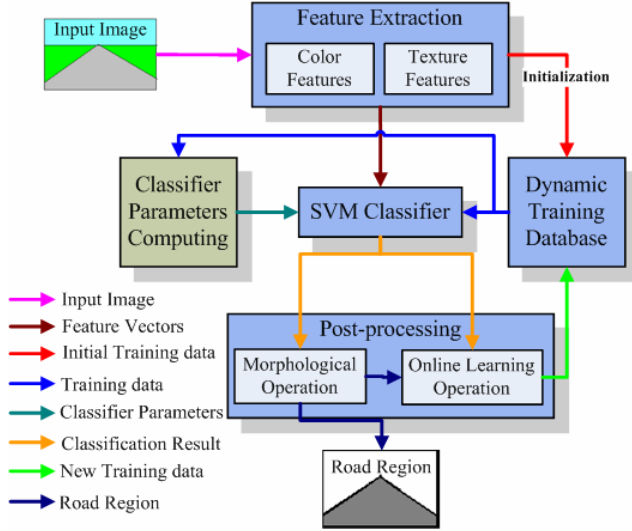 Input Image
Feature Extraction
Color
Features
Texture
Features
Initialization
Classifier
Parameters
Computing
SVM Classifier
Dynamic
Training
Database
Input Image
Feature Vectors
Initial Training data
Training data
Classifier Parameters
Classification Result
New Training data
Road Region
Post-processing
Morphological
Operation
Online Learning
Operation
Road Region